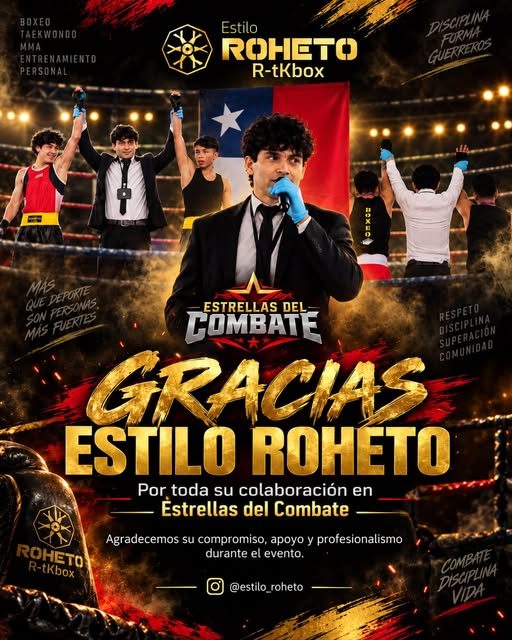 BOXEO
TAEKWONDO
MMA
ENTRENAMIENTO
PERSONAL
Estilo
ROHETO
R-tKbox
DISCIPLINA
FORMA
GUERREROS
BOXEO
MÁS
QUE DEPORTE
SON PERSONAS
MÁS FUERTES
ESTRELLAS DEL
COMBATE
RESPETO
DISCIPLINA
SUPERACIÓN
COMUNIDAD
GRACIAS
ESTILO ROHETO
Por toda su colaboración en
Estrellas del Combate
Agradecemos su compromiso, apoyo y profesionalismo
durante el evento.
ROHETO
R-tKbox
@estilo_roheto
COMBATE
DISCIPLINA
VIDA